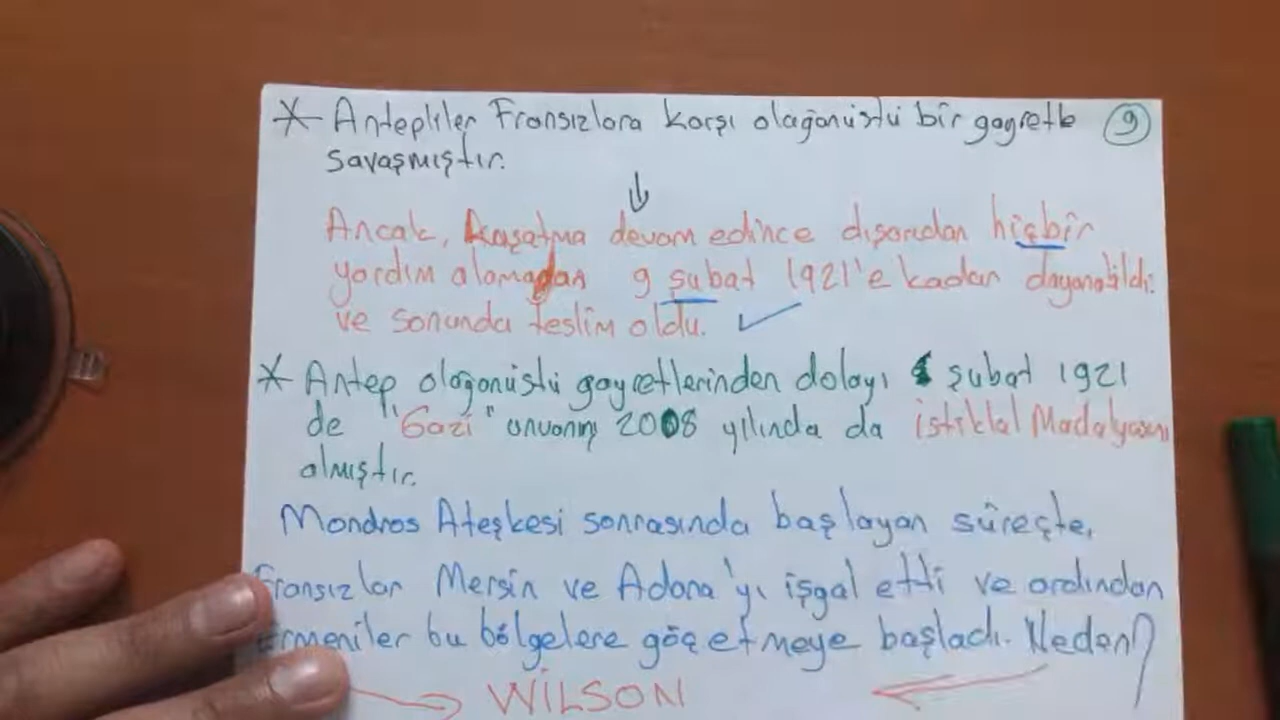 * Antepliler Fransızlara karşı olağanüstü bir gayretle 9
savaşmıştır.
↓
Ancak, kuşatma devam edince dışarıdan hiçbir
yardım alamadan 9 şubat 1921'e kadar dayanabildi
ve sonunda teslim oldu. ✓
* Antep olağanüstü gayretlerinden dolayı şubat 1921
de "Gazi" unvanını 2008 yılında da istiklal Madalyasını
almıştır.
Mondros Ateşkesi sonrasında başlayan süreçte,
Fransızlar Mersin ve Adana'yı işgal etti ve ardından
Ermeniler bu bölgelere göç etmeye başladı. Neden?
→ WİLSON ←